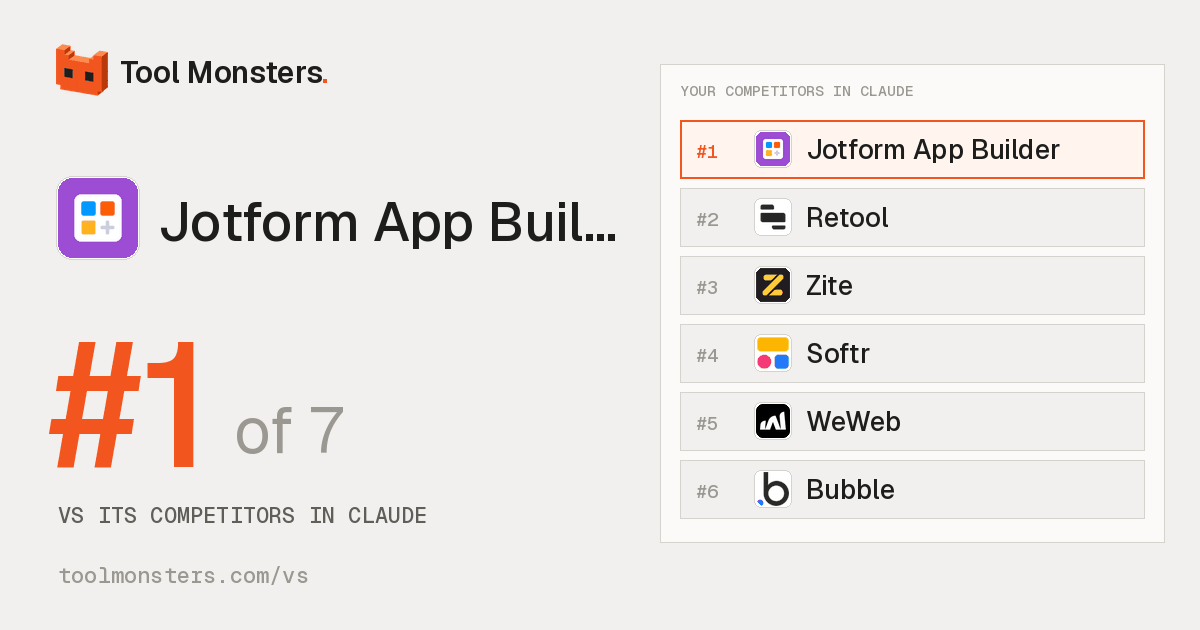 Tool Monsters.
Jotform App Buil...
#1 of 7
VS ITS COMPETITORS IN CLAUDE
toolmonsters.com/vs
YOUR COMPETITORS IN CLAUDE
#1 Jotform App Builder
#2 Retool
#3 Zite
#4 Softr
#5 WeWeb
#6 Bubble